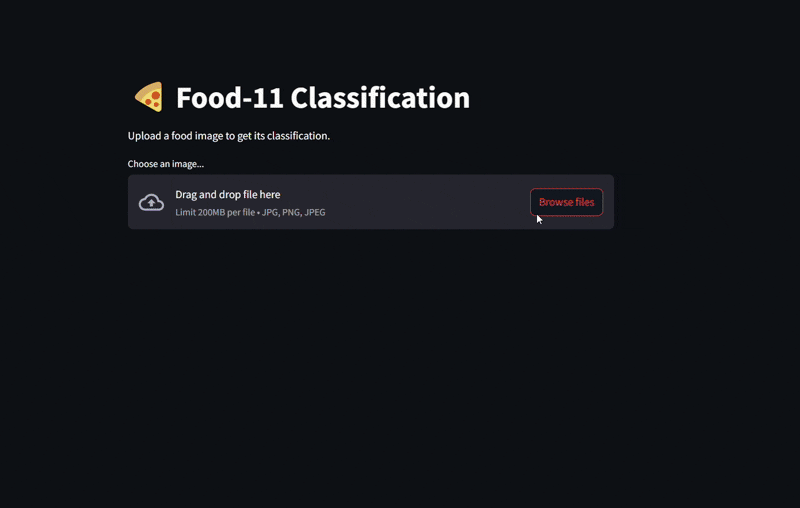 Food-11 Classification
Upload a food image to get its classification.
Choose an image...
Drag and drop file here
Limit 200MB per file • JPG, PNG, JPEG
Browse files